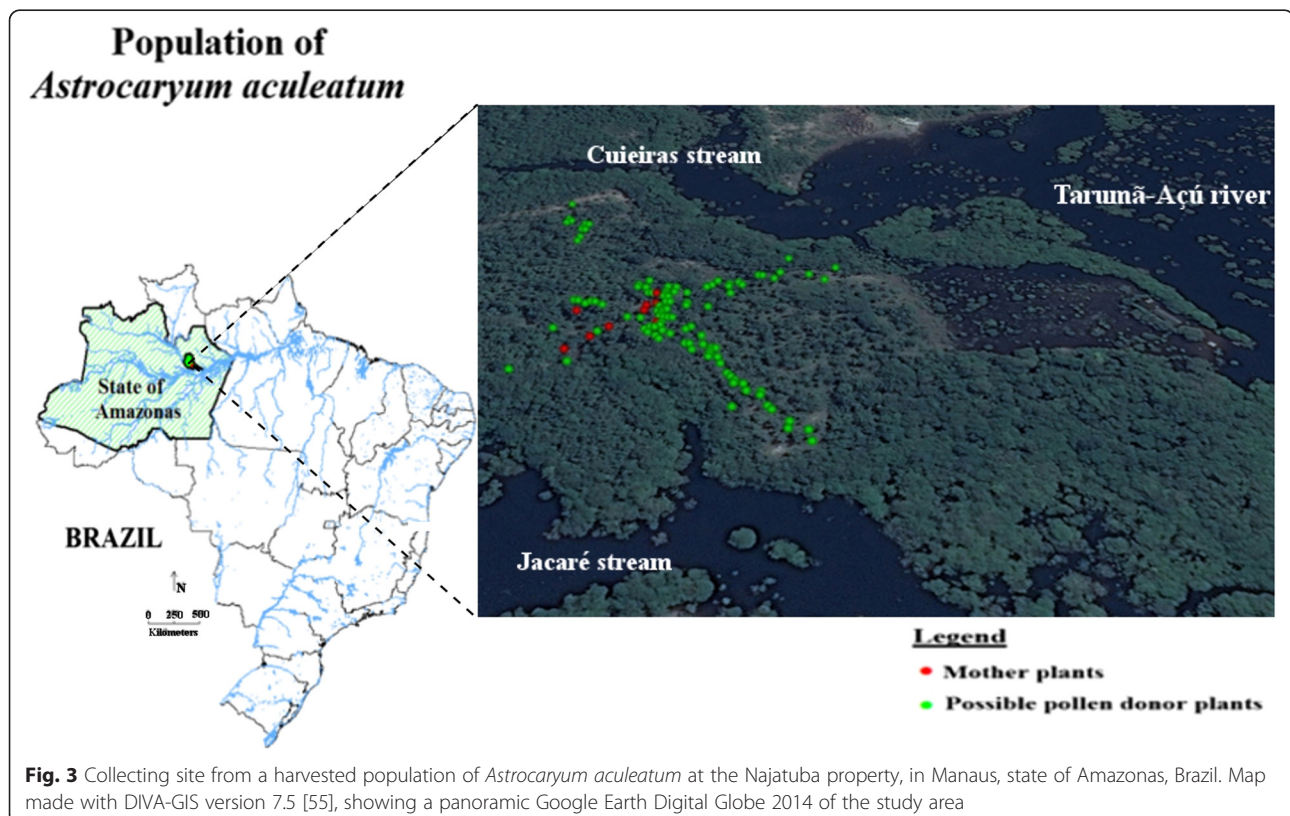 Population of
Astrocaryum aculeatum
Cuieiras stream
Tarumã-Açú river
State of
Amazonas
BRAZIL
N
0 250 500
Kilometers
Jacaré stream
Legend
Mother plants
Possible pollen donor plants
Fig. 3 Collecting site from a harvested population of Astrocaryum aculeatum at the Najatuba property, in Manaus, state of Amazonas, Brazil. Map
made with DIVA-GIS version 7.5 [55], showing a panoramic Google Earth Digital Globe 2014 of the study area